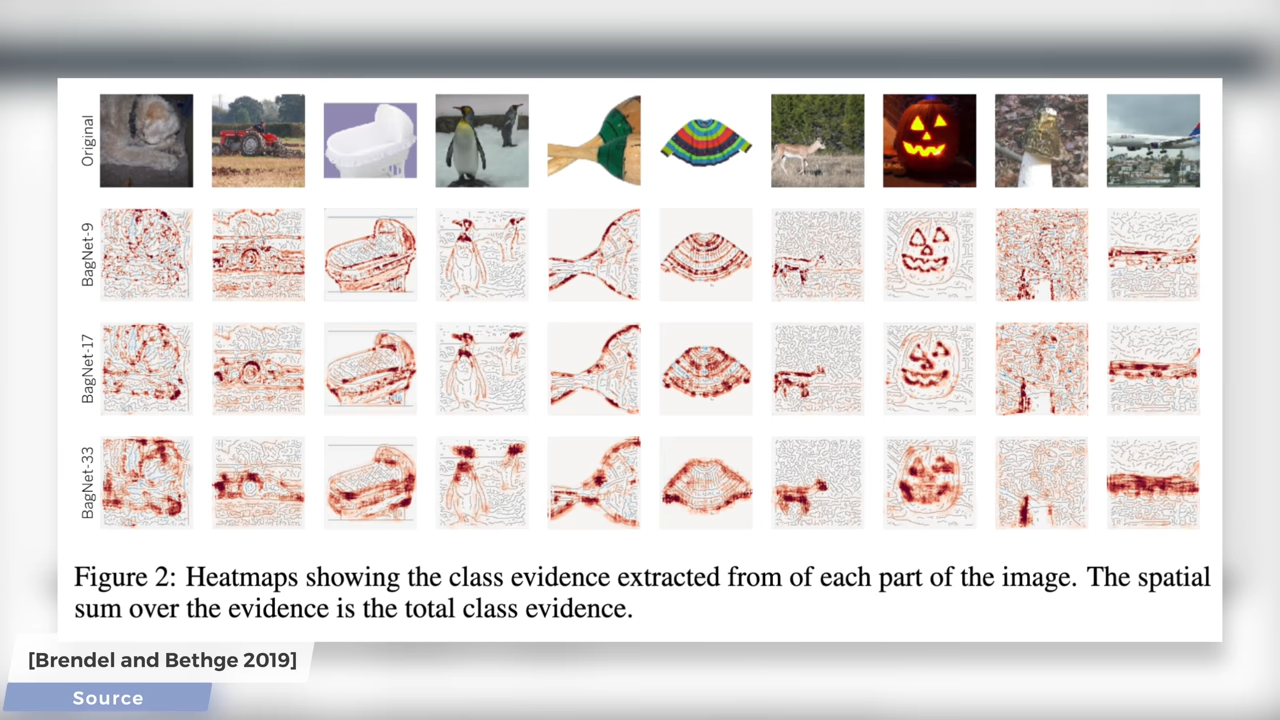 Original
BagNet-9
BagNet-17
BagNet-33
Figure 2: Heatmaps showing the class evidence extracted from of each part of the image. The spatial
sum over the evidence is the total class evidence.
[Brendel and Bethge 2019]
Source